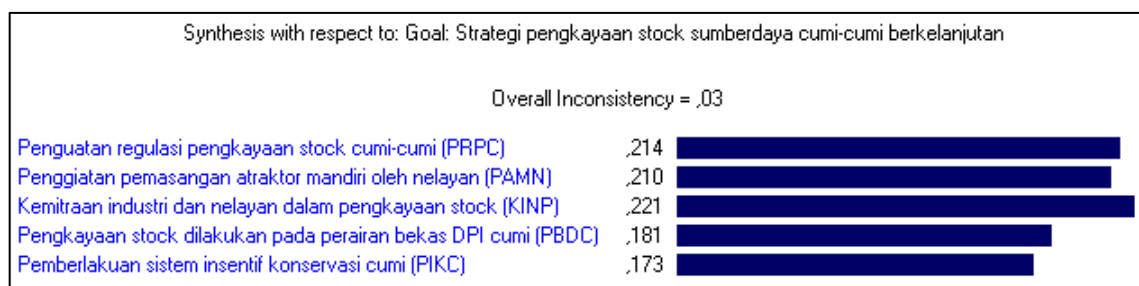 Synthesis with respect to: Goal: Strategi pengkayaan stock sumberdaya cumi-cumi berkelanjutan
Overall Inconsistency = ,03
Penguatan regulasi pengkayaan stock cumi-cumi (PRPC) ,214
Penggiatan pemasangan atraktor mandiri oleh nelayan (PAMN) ,210
Kemitraan industri dan nelayan dalam pengkayaan stock (KINP) ,221
Pengkayaan stock dilakukan pada perairan bekas DPI cumi (PBDC) ,181
Pemberlakuan sistem insentif konservasi cumi (PIKC) ,173